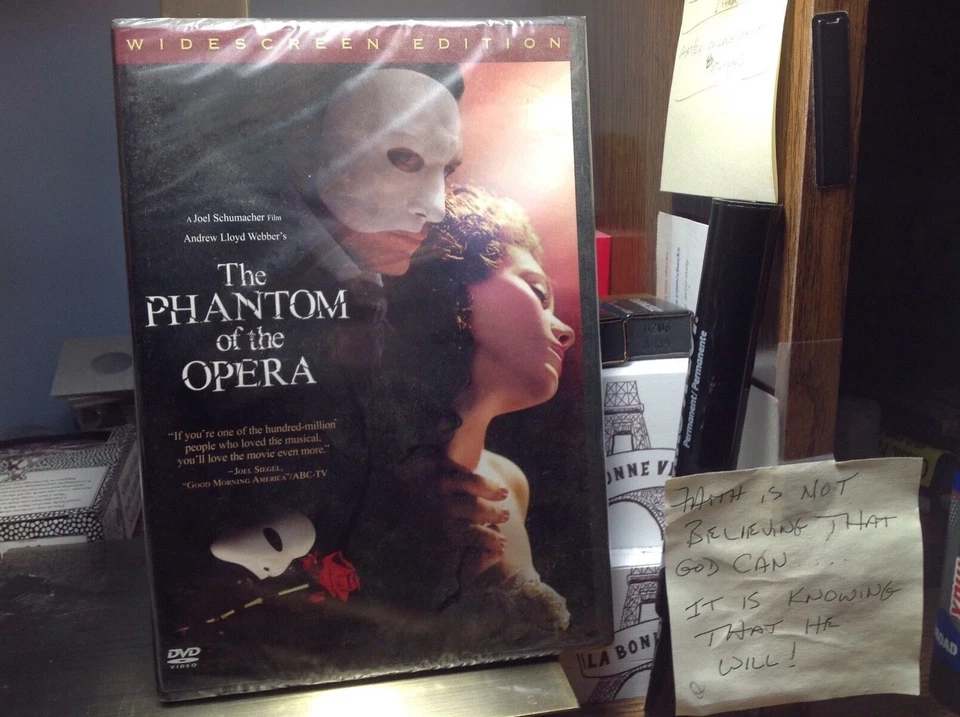 WIDESCREEN EDITION
A Joel Schumacher Film
Andrew Lloyd Webber's
The
PHANTOM
of the
OPERA
"If you're one of the hundred-million
people who loved the musical,
you'll love the movie even more."
– Joel Siegel,
"Good Morning America"/ABC-TV
DVD
VIDEO
Permanent/Permanente
ONNE V
LA BONN
FAITH IS NOT
BELIEVING THAT
GOD CAN....
IT IS KNOWING
THAT HE
WILL!